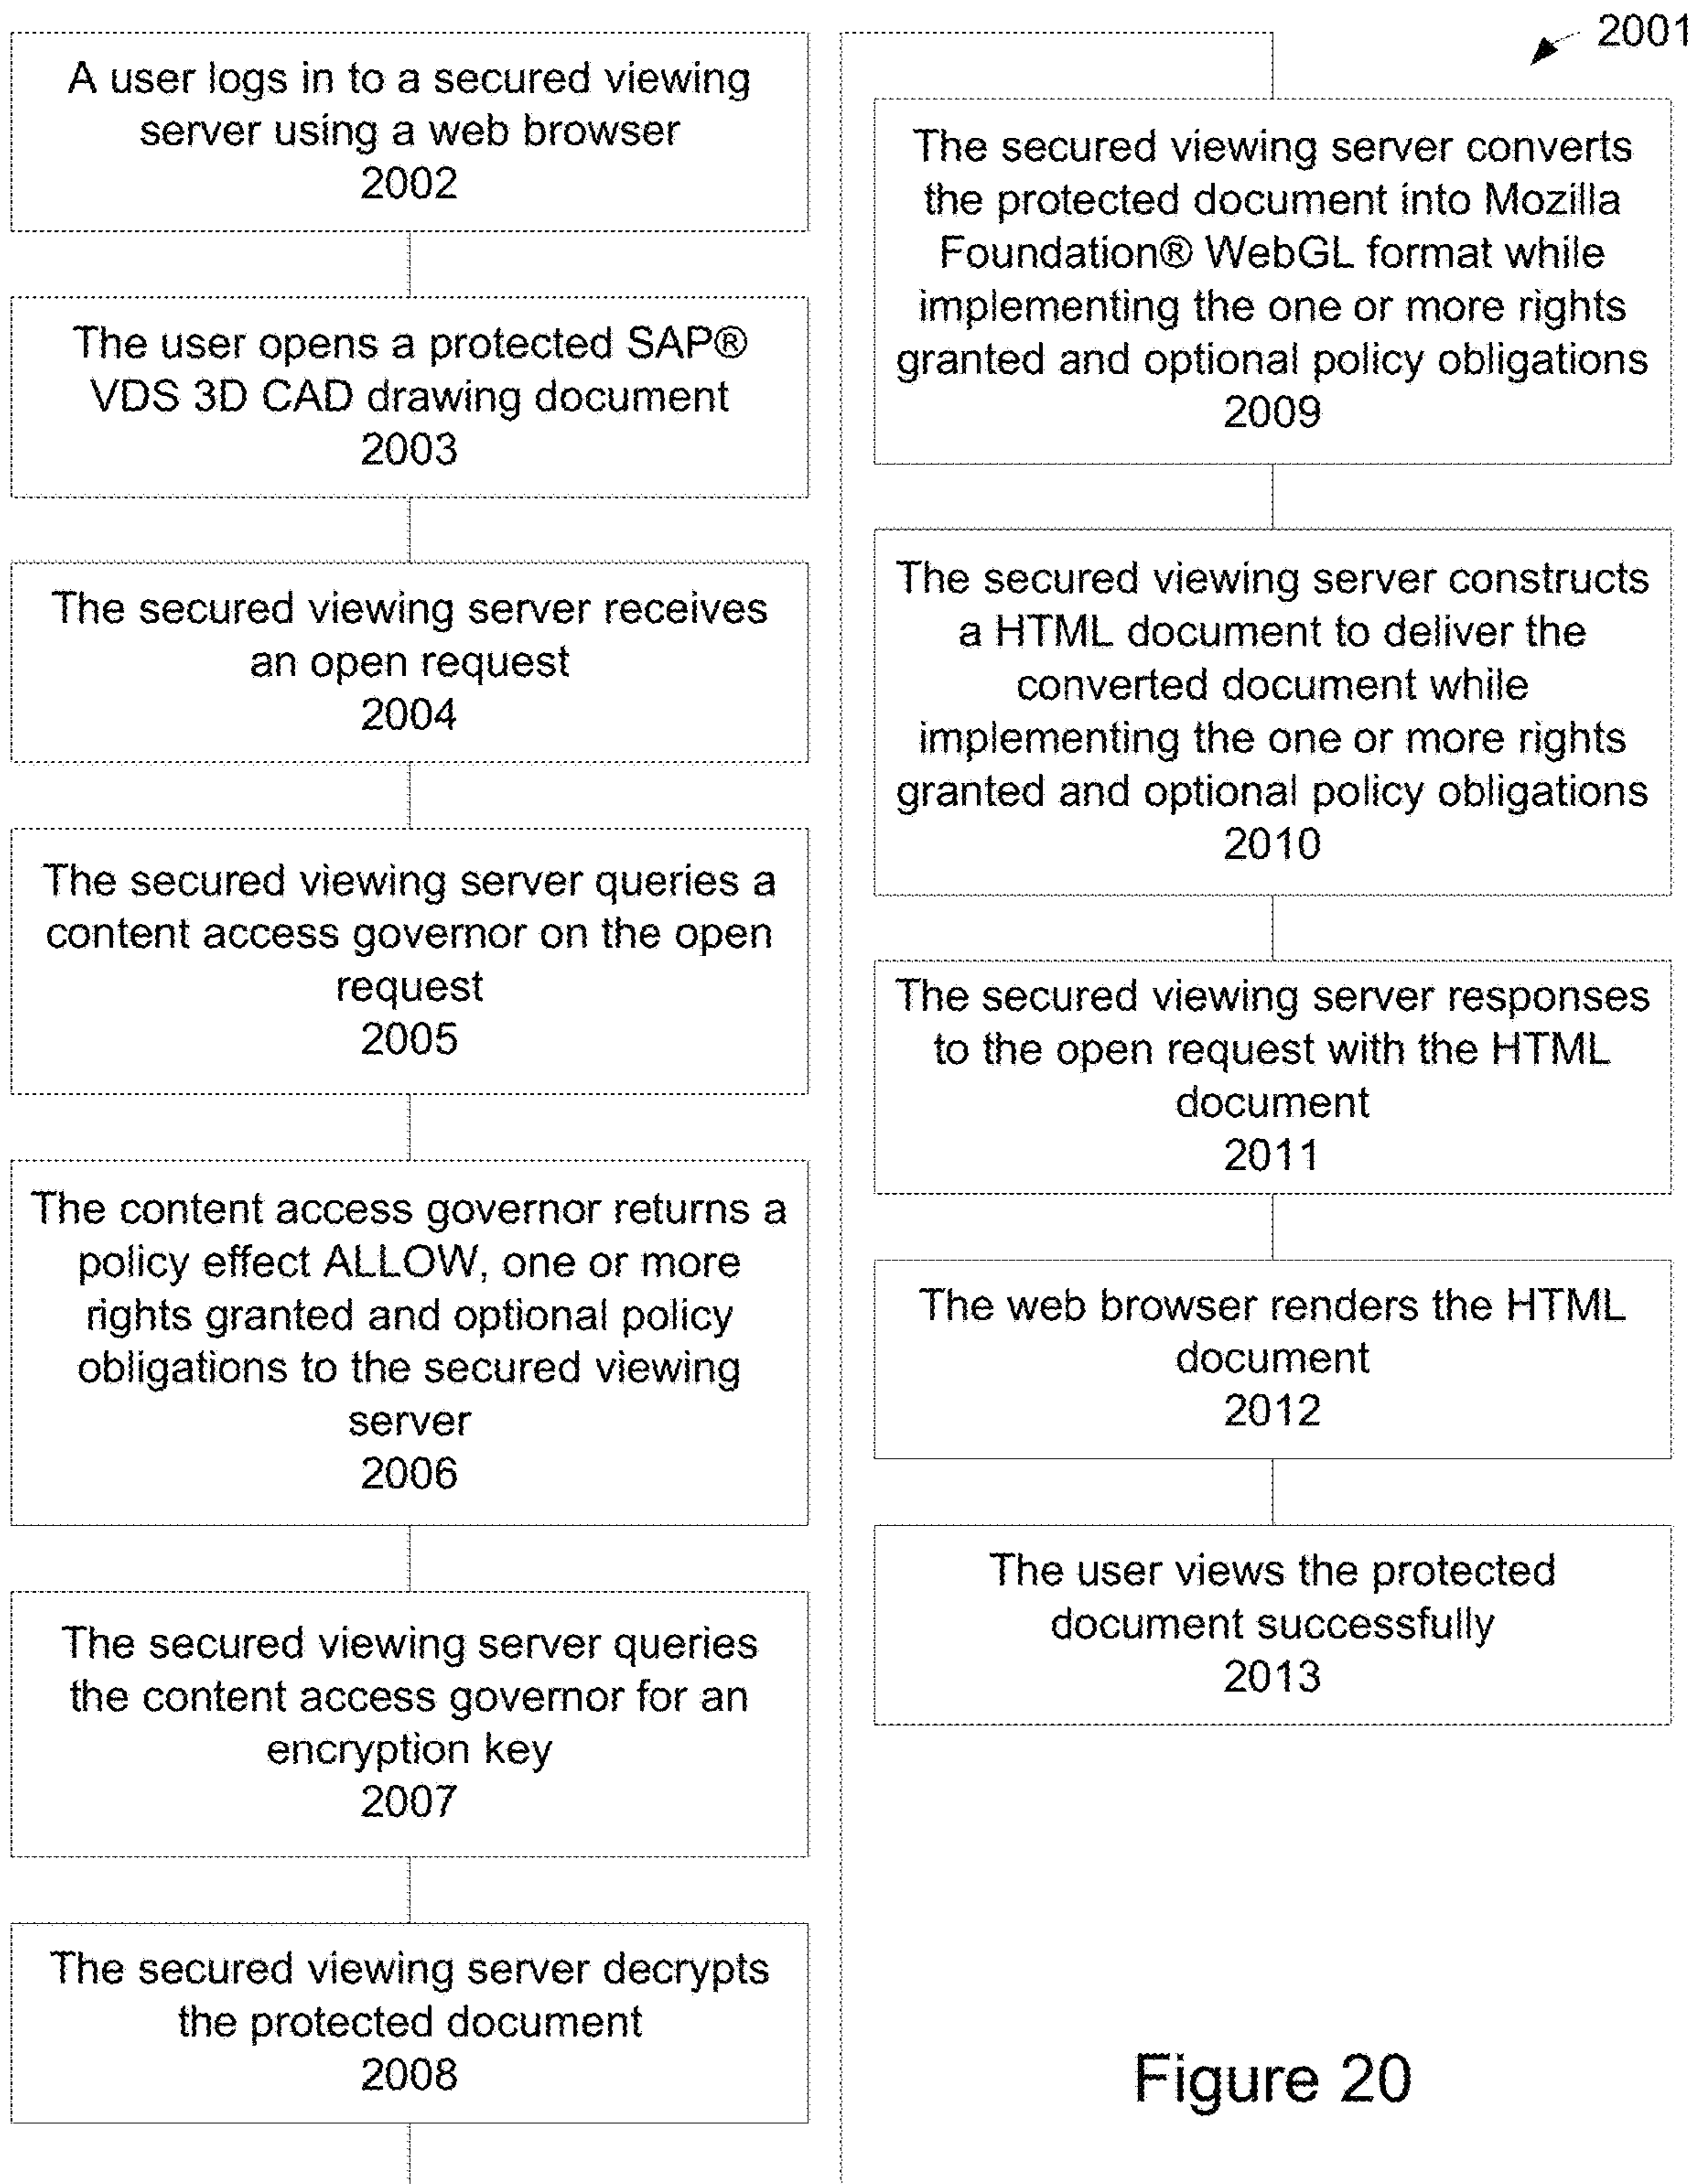 2001
A user logs in to a secured viewing
server using a web browser
2002
The user opens a protected SAP®
VDS 3D CAD drawing document
2003
The secured viewing server receives
an open request
2004
The secured viewing server queries a
content access governor on the open
request
2005
The content access governor returns a
policy effect ALLOW, one or more
rights granted and optional policy
obligations to the secured viewing
server
2006
The secured viewing server queries
the content access governor for an
encryption key
2007
The secured viewing server decrypts
the protected document
2008
The secured viewing server converts
the protected document into Mozilla
Foundation® WebGL format while
implementing the one or more rights
granted and optional policy obligations
2009
The secured viewing server constructs
a HTML document to deliver the
converted document while
implementing the one or more rights
granted and optional policy obligations
2010
The secured viewing server responses
to the open request with the HTML
document
2011
The web browser renders the HTML
document
2012
The user views the protected
document successfully
2013
Figure 20